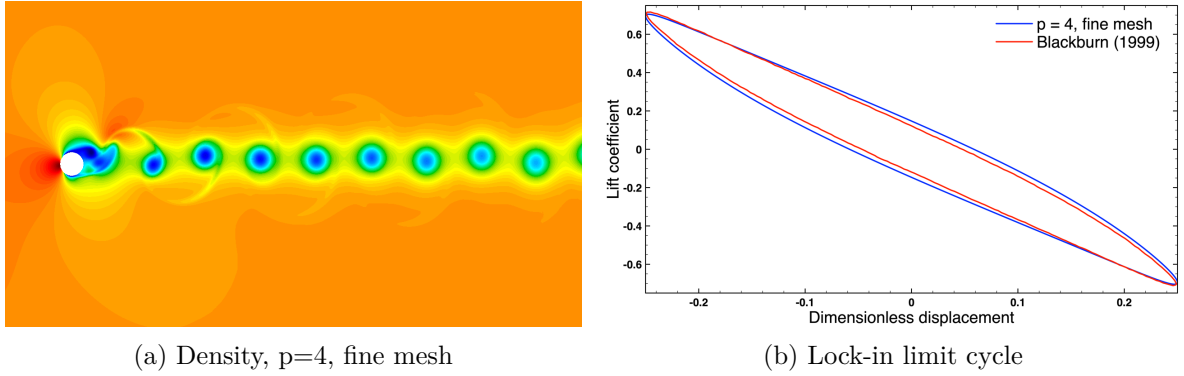 0.6
0.4
0.2
0
-0.2
-0.4
-0.6
Lift coefficient
p = 4, fine mesh
Blackburn (1999)
-0.2
-0.1
0
0.1
0.2
Dimensionless displacement
(a) Density, p=4, fine mesh
(b) Lock-in limit cycle